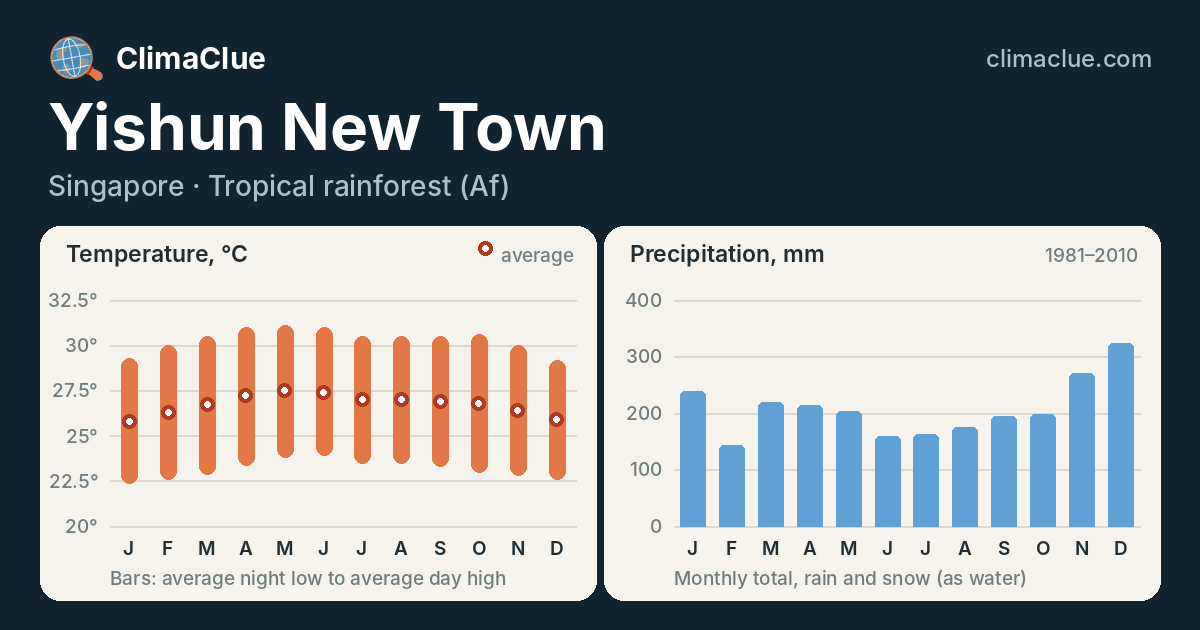 ClimaClue
climaclue.com
Yishun New Town
Singapore · Tropical rainforest (Af)
Temperature, °C
average
32.5°
30°
27.5°
25°
22.5°
20°
J F M A M J J A S O N D
Bars: average night low to average day high
Precipitation, mm
1981–2010
400
300
200
100
0
J F M A M J J A S O N D
Monthly total, rain and snow (as water)